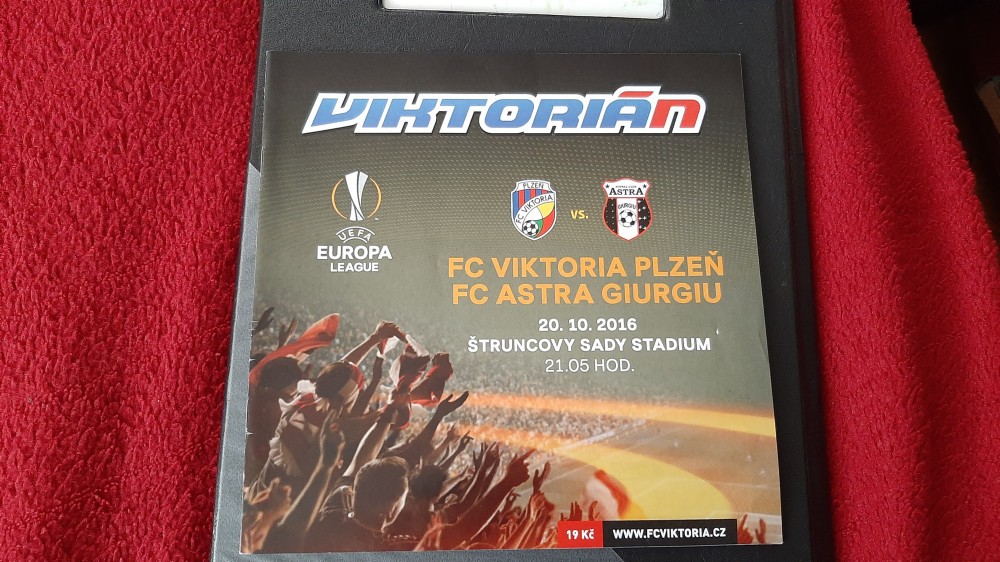 VIKTORIÁN
UEFA
EUROPA
LEAGUE
PLZEŇ
FC VIKTORIA
vs.
ASTRA
GIURGIU
FC VIKTORIA PLZEŇ
FC ASTRA GIURGIU
20. 10. 2016
ŠTRUNCOVY SADY STADIUM
21.05 HOD.
19 Kč
WWW.FCVIKTORIA.CZ